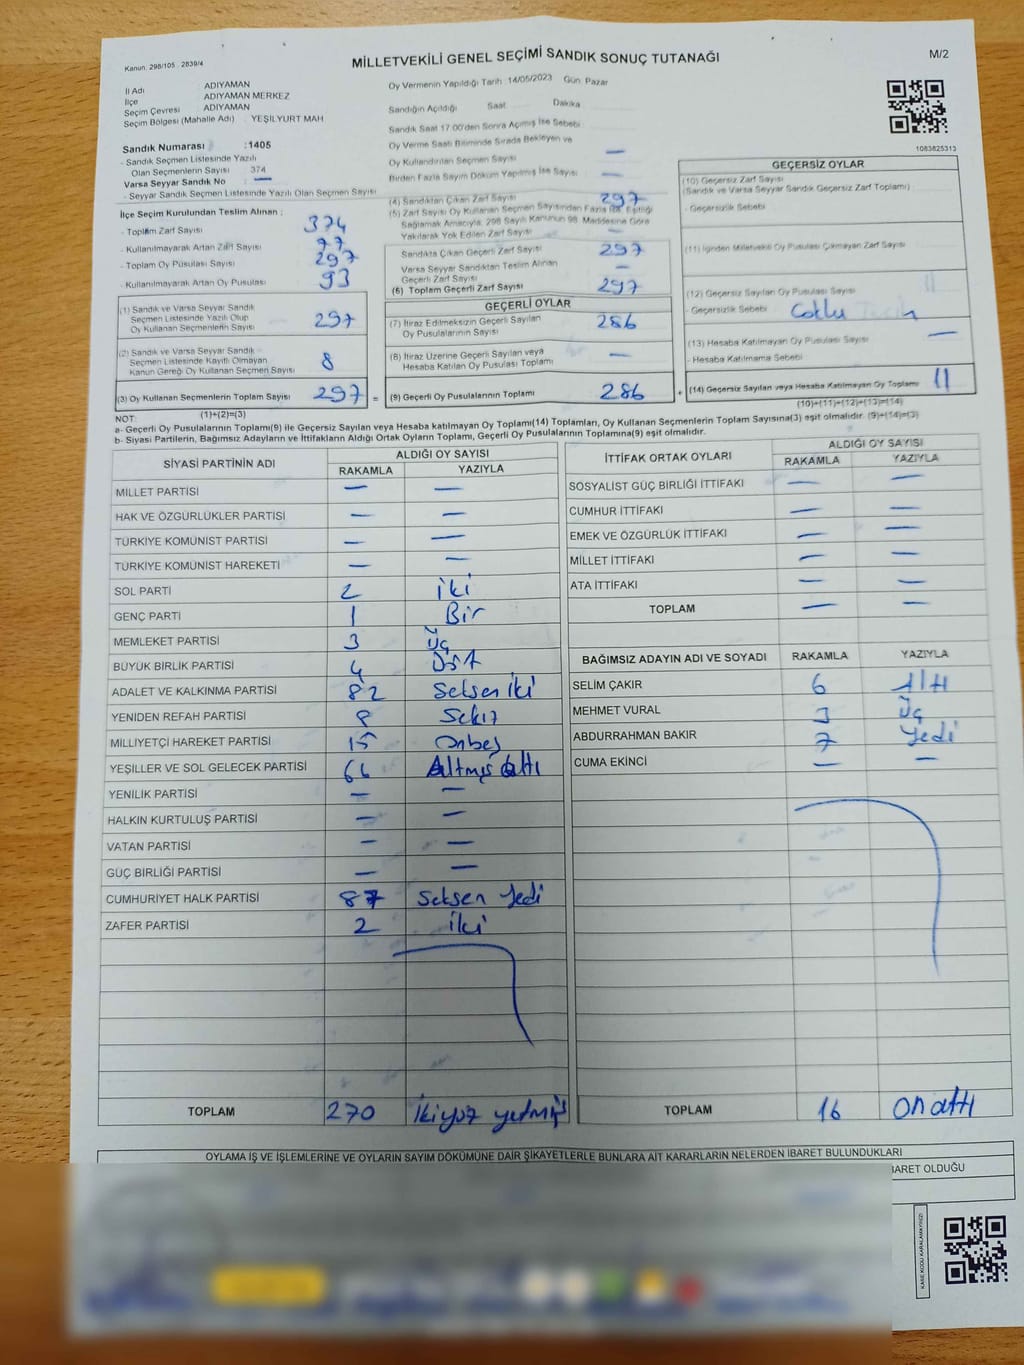 Kanun. 298/105 . 2839/4
MİLLETVEKİLİ GENEL SEÇİMİ SANDIK SONUÇ TUTANAĞI
M/2
İl Adı ADIYAMAN
İlçe ADIYAMAN MERKEZ
Seçim Çevresi ADIYAMAN
Seçim Bölgesi (Mahalle Adı) YEŞİLYURT MAH
Oy Vermenin Yapıldığı Tarih 14/05/2023 Gün Pazar
Sandığın Açıldığı Saat Dakika
Sandık Saat 17:00'den Sonra Açılmış İse Sebebi
Oy Verme Saati Bitiminde Sırada Bekleyen ve
Oy Kullandırılan Seçmen Sayısı —
Birden Fazla Sayım Döküm Yapılmış İse Sayısı —
1083825313
Sandık Numarası : 1405
- Sandık Seçmen Listesinde Yazılı
Olan Seçmenlerin Sayısı 374
Varsa Seyyar Sandık No —
- Seyyar Sandık Seçmen Listesinde Yazılı Olan Seçmen Sayısı
İlçe Seçim Kurulundan Teslim Alınan ;
- Toplam Zarf Sayısı 374
- Kullanılmayarak Artan Zarf Sayısı 77
- Toplam Oy Pusulası Sayısı 297
- Kullanılmayarak Artan Oy Pusulası 93
(1) Sandık ve Varsa Seyyar Sandık
Seçmen Listesinde Yazılı Olup
Oy Kullanan Seçmenlerin Sayısı 297
(2) Sandık ve Varsa Seyyar Sandık
Seçmen Listesinde Kayıtlı Olmayan
Kanun Gereği Oy Kullanan Seçmen Sayısı 8
(3) Oy Kullanan Seçmenlerin Toplam Sayısı 297 =
(1)+(2)=(3)
(4) Sandıktan Çıkan Zarf Sayısı 297
(5) Zarf Sayısı Oy Kullanan Seçmen Sayısından Fazla ise, Eşitliği
Sağlamak Amacıyla, 298 Sayılı Kanunun 98. Maddesine Göre
Yakılarak Yok Edilen Zarf Sayısı —
Sandıkta Çıkan Geçerli Zarf Sayısı 297
Varsa Seyyar Sandıktan Teslim Alınan
Geçerli Zarf Sayısı —
(6) Toplam Geçerli Zarf Sayısı 297
GEÇERLİ OYLAR
(7) İtiraz Edilmeksizin Geçerli Sayılan
Oy Pusulalarının Sayısı 286
(8) İtiraz Üzerine Geçerli Sayılan veya
Hesaba Katılan Oy Pusulası Toplamı —
(9) Geçerli Oy Pusulalarının Toplamı 286 +
GEÇERSİZ OYLAR
(10) Geçersiz Zarf Sayısı
(Sandık ve Varsa Seyyar Sandık Geçersiz Zarf Toplamı)
- Geçersizlik Sebebi
(11) İçinden Milletvekili Oy Pusulası Çıkmayan Zarf Sayısı
(12) Geçersiz Sayılan Oy Pusulası Sayısı 11
- Geçersizlik Sebebi
(13) Hesaba Katılmayan Oy Pusulası Sayısı —
- Hesaba Katılmama Sebebi
(14) Geçersiz Sayılan veya Hesaba Katılmayan Oy Toplamı 11
(10)+(11)+(12)+(13)=(14)
NOT:
a- Geçerli Oy Pusulalarının Toplamı(9) ile Geçersiz Sayılan veya Hesaba katılmayan Oy Toplamı(14) Toplamları, Oy Kullanan Seçmenlerin Toplam Sayısına(3) eşit olmalıdır. (9)+(14)=(3)
b- Siyasi Partilerin, Bağımsız Adayların ve İttifakların Aldığı Ortak Oyların Toplamı, Geçerli Oy Pusulalarının Toplamına(9) eşit olmalıdır.
SİYASİ PARTİNİN ADI ALDIĞI OY SAYISI
RAKAMLA YAZIYLA
MİLLET PARTİSİ — —
HAK VE ÖZGÜRLÜKLER PARTİSİ — —
TÜRKİYE KOMÜNİST PARTİSİ — —
TÜRKİYE KOMÜNİST HAREKETİ — —
SOL PARTİ 2 iki
GENÇ PARTİ 1 Bir
MEMLEKET PARTİSİ 3 Üç
BÜYÜK BİRLİK PARTİSİ 4 Dört
ADALET VE KALKINMA PARTİSİ 82 Seksen iki
YENİDEN REFAH PARTİSİ 8 Sekiz
MİLLİYETÇİ HAREKET PARTİSİ 15 Onbeş
YEŞİLLER VE SOL GELECEK PARTİSİ 66 Altmış altı
YENİLİK PARTİSİ — —
HALKIN KURTULUŞ PARTİSİ — —
VATAN PARTİSİ — —
GÜÇ BİRLİĞİ PARTİSİ — —
CUMHURİYET HALK PARTİSİ 87 Seksen Yedi
ZAFER PARTİSİ 2 İki
TOPLAM 270 İkiyüz yetmiş
İTTİFAK ORTAK OYLARI ALDIĞI OY SAYISI
RAKAMLA YAZIYLA
SOSYALİST GÜÇ BİRLİĞİ İTTİFAKI — —
CUMHUR İTTİFAKI — —
EMEK VE ÖZGÜRLÜK İTTİFAKI — —
MİLLET İTTİFAKI — —
ATA İTTİFAKI — —
TOPLAM — —
BAĞIMSIZ ADAYIN ADI VE SOYADI RAKAMLA YAZIYLA
SELİM ÇAKIR 6 Altı
MEHMET VURAL 3 Üç
ABDURRAHMAN BAKIR 7 Yedi
CUMA EKİNCİ — —
TOPLAM 16 on altı
OYLAMA İŞ VE İŞLEMLERİNE VE OYLARIN SAYIM DÖKÜMÜNE DAİR ŞİKAYETLERLE BUNLARA AİT KARARLARIN NELERDEN İBARET BULUNDUKLARI
BARET OLDUĞU